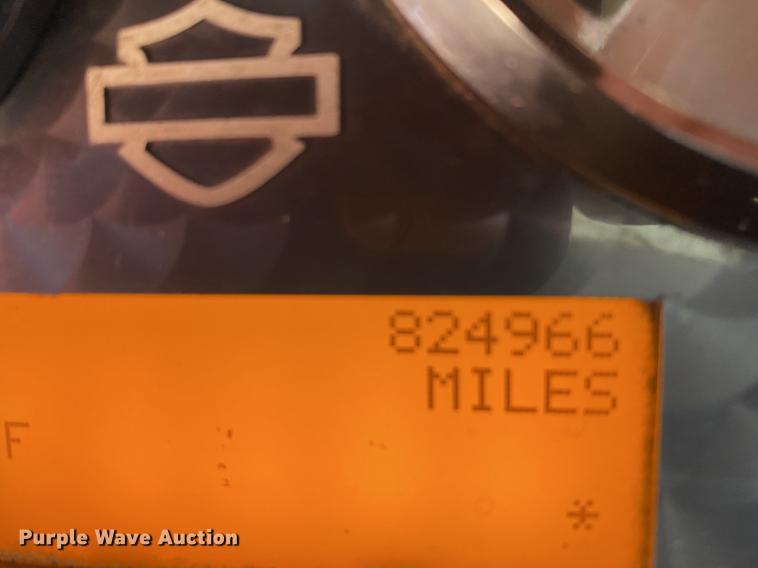 824966
MILES
F
*
Purple Wave Auction